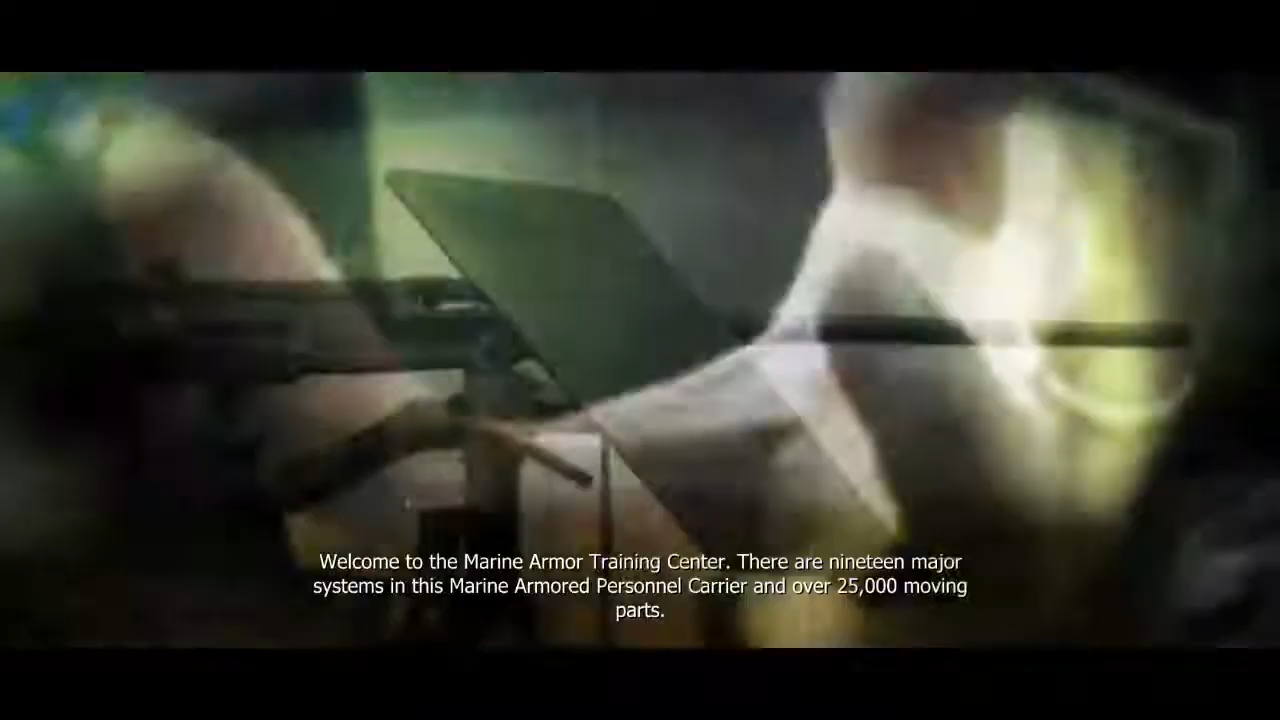 Welcome to the Marine Armor Training Center. There are nineteen major
systems in this Marine Armored Personnel Carrier and over 25,000 moving
parts.